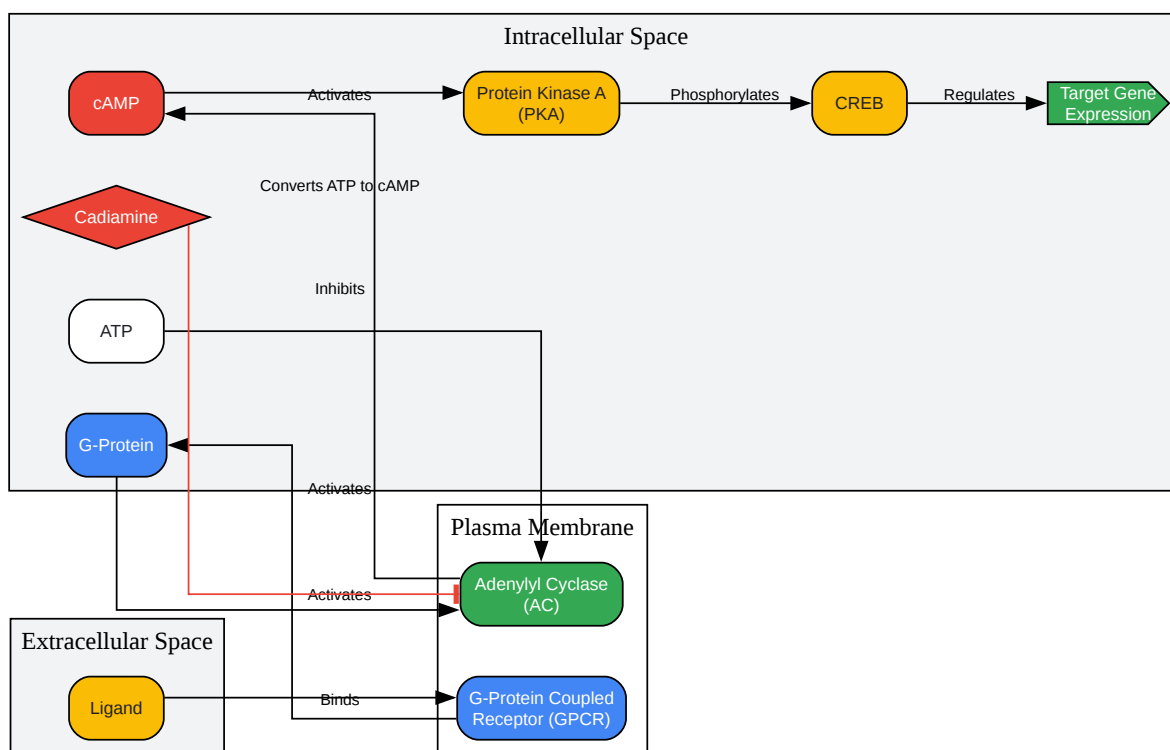 Intracellular Space
cAMP
Activates
Protein Kinase A
(PKA)
Phosphorylates
CREB
Regulates
Target Gene
Expression
Converts ATP to cAMP
Cadiamine
Inhibits
ATP
G-Protein
Activates
Plasma Membrane
Adenylyl Cyclase
(AC)
Activates
Extracellular Space
Ligand
Binds
G-Protein Coupled
Receptor (GPCR)